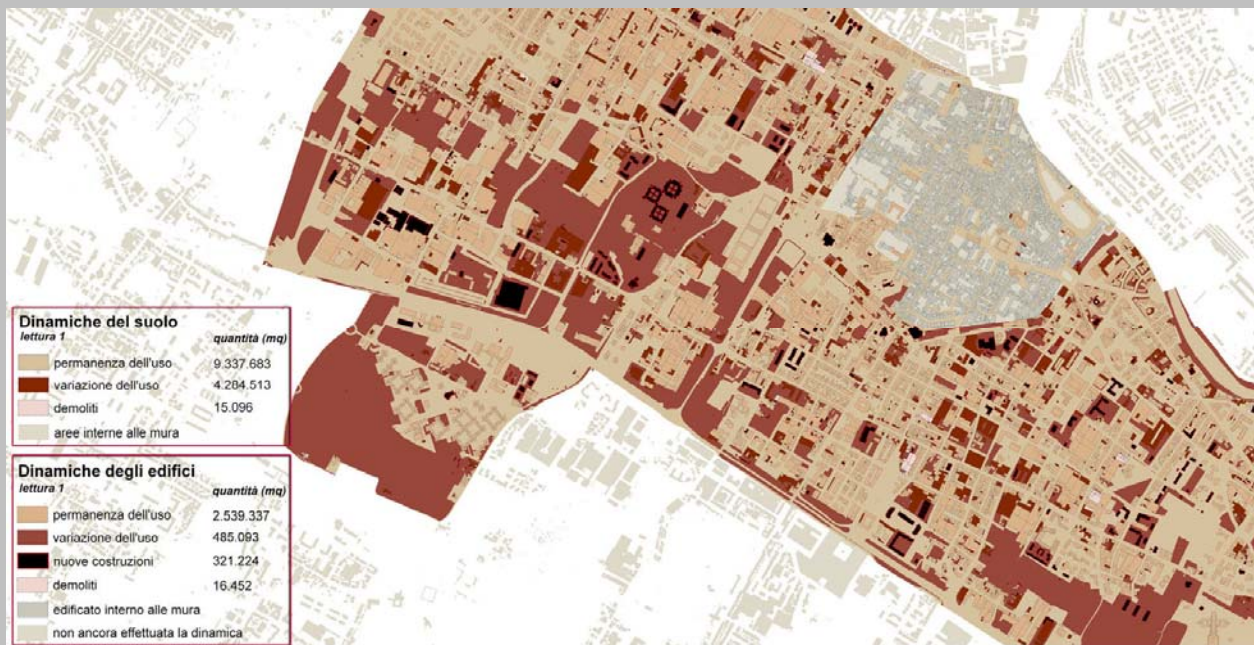 Dinamiche del suolo
lettura 1 quantità (mq)
permanenza dell'uso 9.337.683
variazione dell'uso 4.284.513
demoliti 15.096
aree interne alle mura
Dinamiche degli edifici
lettura 1 quantità (mq)
permanenza dell'uso 2.539.337
variazione dell'uso 485.093
nuove costruzioni 321.224
demoliti 16.452
edificato interno alle mura
non ancora effettuata la dinamica